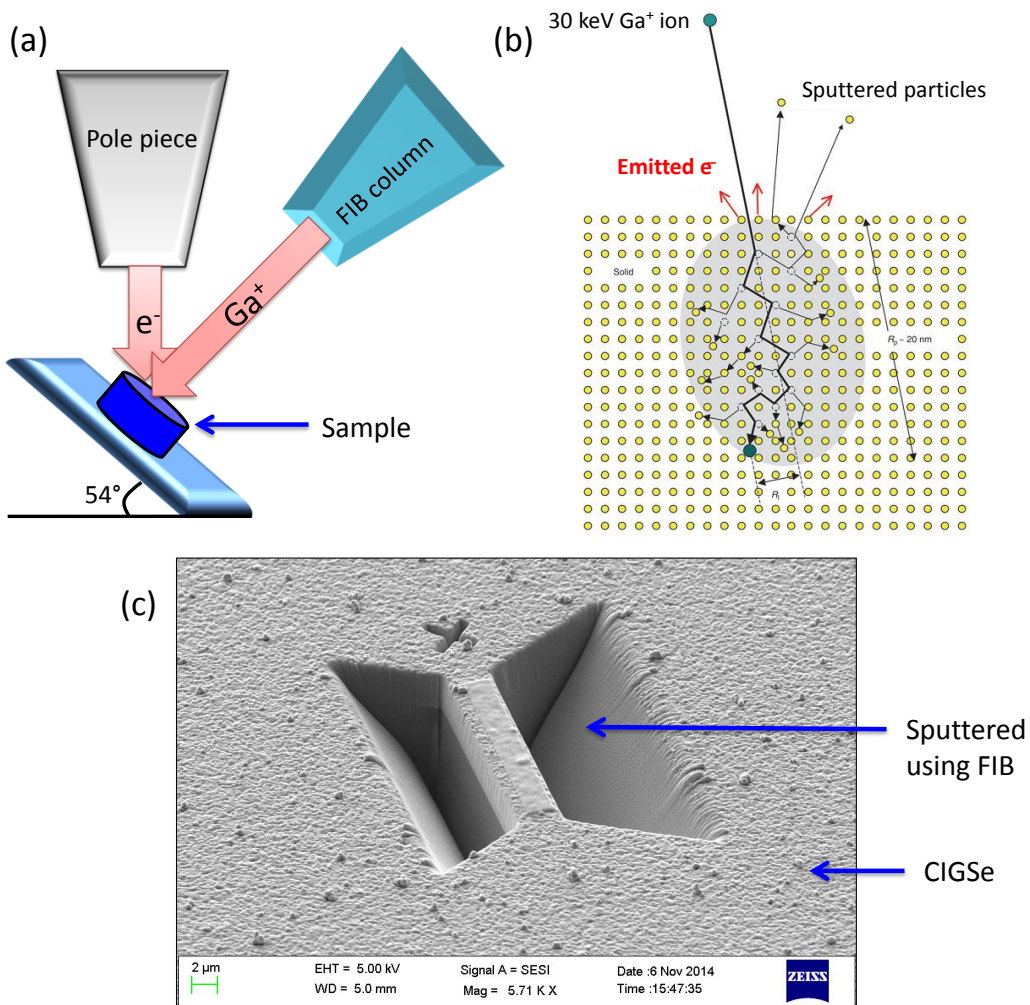 (a)
Pole piece
FIB column
e-
Ga+
Sample
54°
(b)
30 keV Ga+ ion
Sputtered particles
Emitted e-
Solid
Rp ~ 20 nm
Rl
(c)
Sputtered
using FIB
CIGSe
2 µm
EHT = 5.00 kV
WD = 5.0 mm
Signal A = SESI
Mag = 5.71 K X
Date :6 Nov 2014
Time :15:47:35
ZEISS